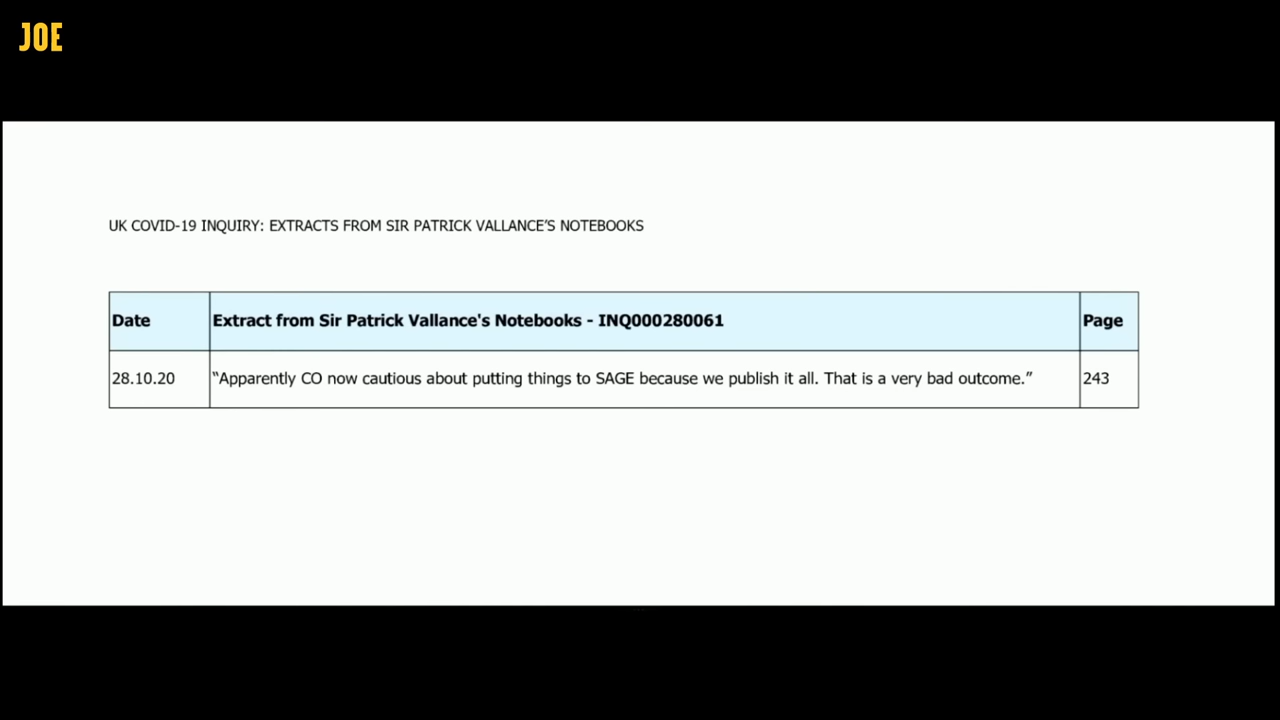 JOE
UK COVID-19 INQUIRY: EXTRACTS FROM SIR PATRICK VALLANCE'S NOTEBOOKS
Date Extract from Sir Patrick Vallance's Notebooks - INQ000280061 Page
28.10.20 “Apparently CO now cautious about putting things to SAGE because we publish it all. That is a very bad outcome.” 243